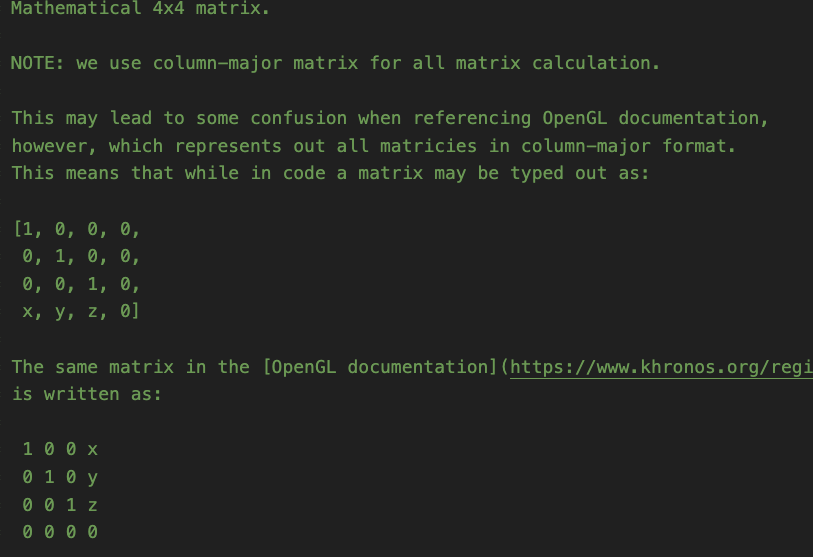 Mathematical 4x4 matrix.
NOTE: we use column-major matrix for all matrix calculation.
This may lead to some confusion when referencing OpenGL documentation,
however, which represents out all matricies in column-major format.
This means that while in code a matrix may be typed out as:
[1, 0, 0, 0,
0, 1, 0, 0,
0, 0, 1, 0,
x, y, z, 0]
The same matrix in the [OpenGL documentation](https://www.khronos.org/regi
is written as:
1 0 0 x
0 1 0 y
0 0 1 z
0 0 0 0